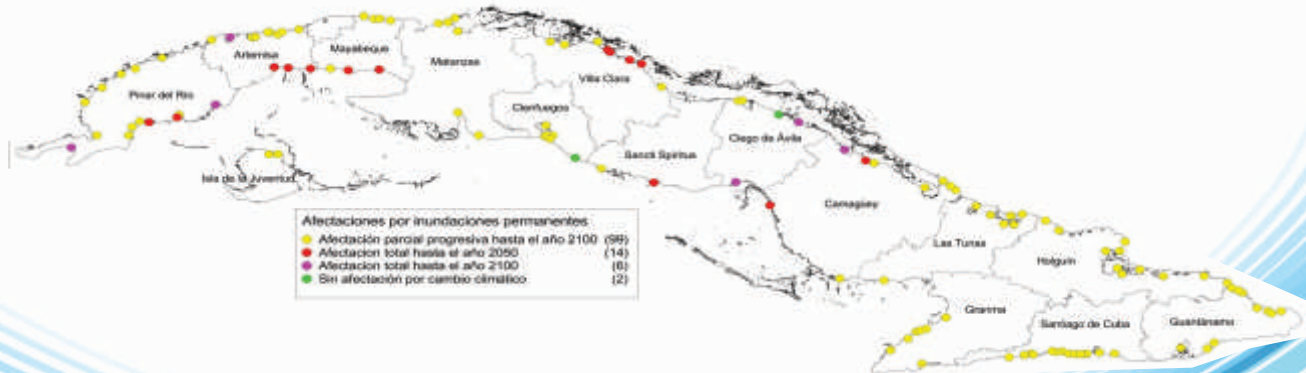 Artemisa
Mayabeque
Matanzas
Villa Clara
Pinar del Río
Cienfuegos
Ciego de Ávila
Sancti Spíritus
Isla de la Juventud
Camagüey
Las Tunas
Holguín
Granma
Santiago de Cuba
Guantánamo
Afectaciones por inundaciones permanentes
Afectación parcial progresiva hasta el año 2100 (99)
Afectacion total hasta el año 2050 (14)
Afectacion total hasta el año 2100 (6)
Sin afectación por cambio climático (2)